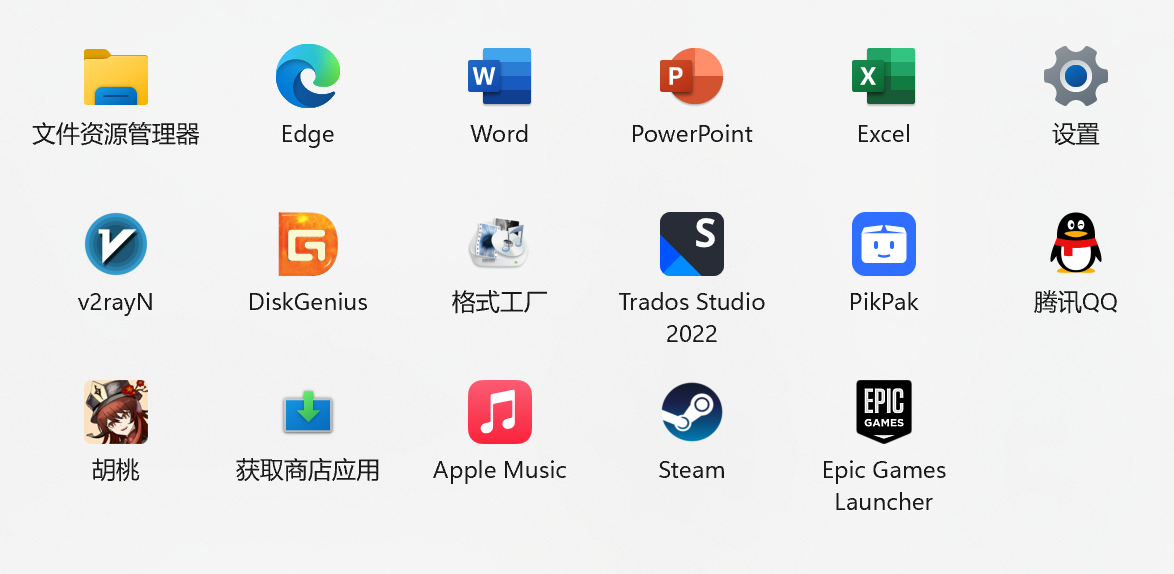 文件资源管理器
Edge
W
Word
P
PowerPoint
X
Excel
设置
V
v2rayN
G
DiskGenius
格式工厂
S
Trados Studio
2022
PikPak
腾讯QQ
胡桃
获取商店应用
Apple Music
Steam
EPIC
GAMES
Epic Games
Launcher